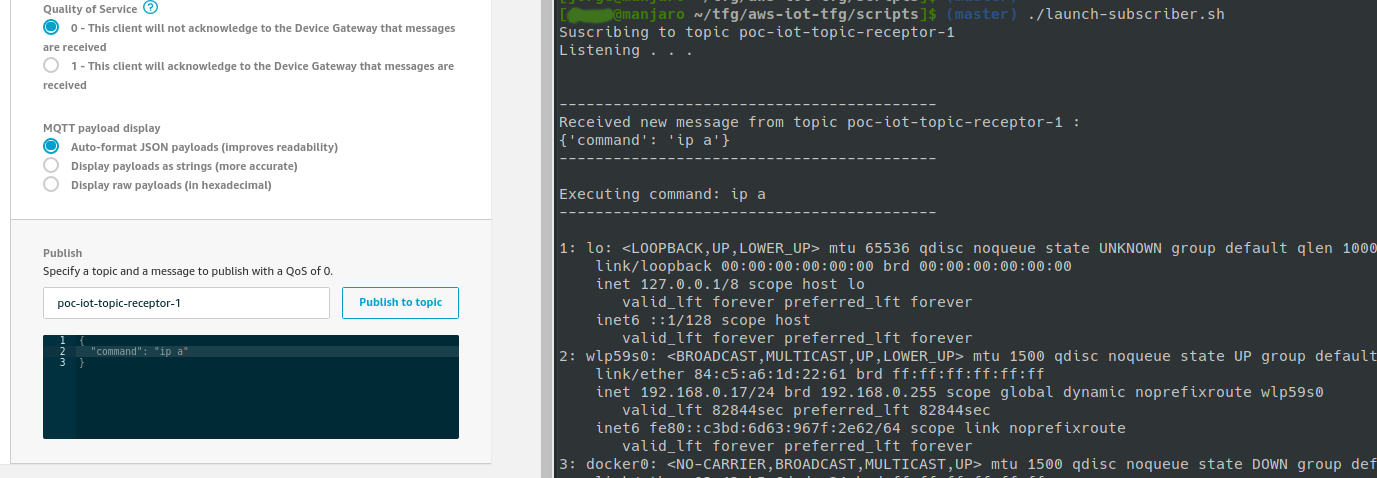 Quality of Service ?
0 - This client will not acknowledge to the Device Gateway that messages
are received
1 - This client will acknowledge to the Device Gateway that messages are
received
MQTT payload display
Auto-format JSON payloads (improves readability)
Display payloads as strings (more accurate)
Display raw payloads (in hexadecimal)
Publish
Specify a topic and a message to publish with a QoS of 0.
poc-iot-topic-receptor-1
Publish to topic
1 {
2 "command": "ip a"
3 }
@manjaro ~/tfg/aws-iot-tfg/scripts]$ (master) ./launch-subscriber.sh
Suscribing to topic poc-iot-topic-receptor-1
Listening . . .
------------------------------------------
Received new message from topic poc-iot-topic-receptor-1 :
{'command': 'ip a'}
------------------------------------------
Executing command: ip a
------------------------------------------
1: lo: <LOOPBACK,UP,LOWER_UP> mtu 65536 qdisc noqueue state UNKNOWN group default qlen 1000
link/loopback 00:00:00:00:00:00 brd 00:00:00:00:00:00
inet 127.0.0.1/8 scope host lo
valid_lft forever preferred_lft forever
inet6 ::1/128 scope host
valid_lft forever preferred_lft forever
2: wlp59s0: <BROADCAST,MULTICAST,UP,LOWER_UP> mtu 1500 qdisc noqueue state UP group default
link/ether 84:c5:a6:1d:22:61 brd ff:ff:ff:ff:ff:ff
inet 192.168.0.17/24 brd 192.168.0.255 scope global dynamic noprefixroute wlp59s0
valid_lft 82844sec preferred_lft 82844sec
inet6 fe80::c3bd:6d63:967f:2e62/64 scope link noprefixroute
valid_lft forever preferred_lft forever
3: docker0: <NO-CARRIER,BROADCAST,MULTICAST,UP> mtu 1500 qdisc noqueue state DOWN group def